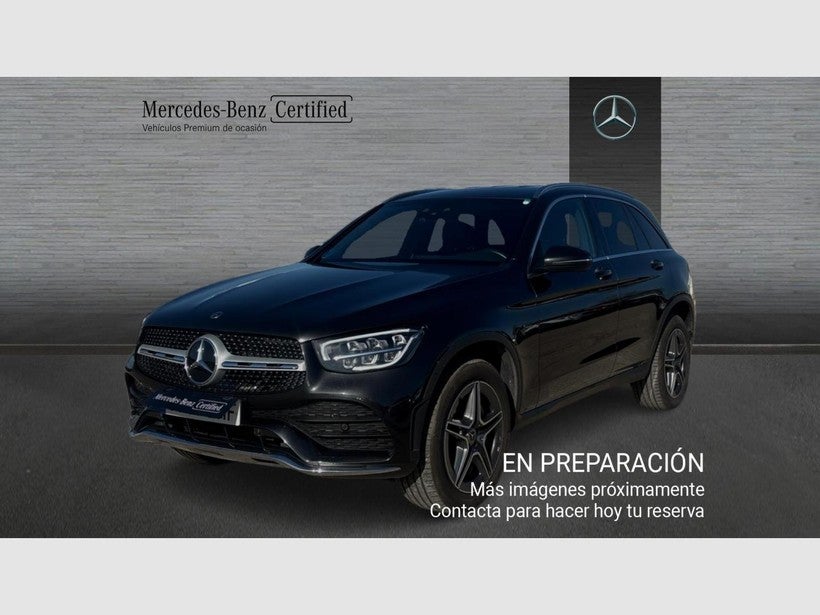 Mercedes-Benz Certified
Vehículos Premium de ocasión
Mercedes-Benz Certified
EN PREPARACIÓN
Más imágenes próximamente
Contacta para hacer hoy tu reserva